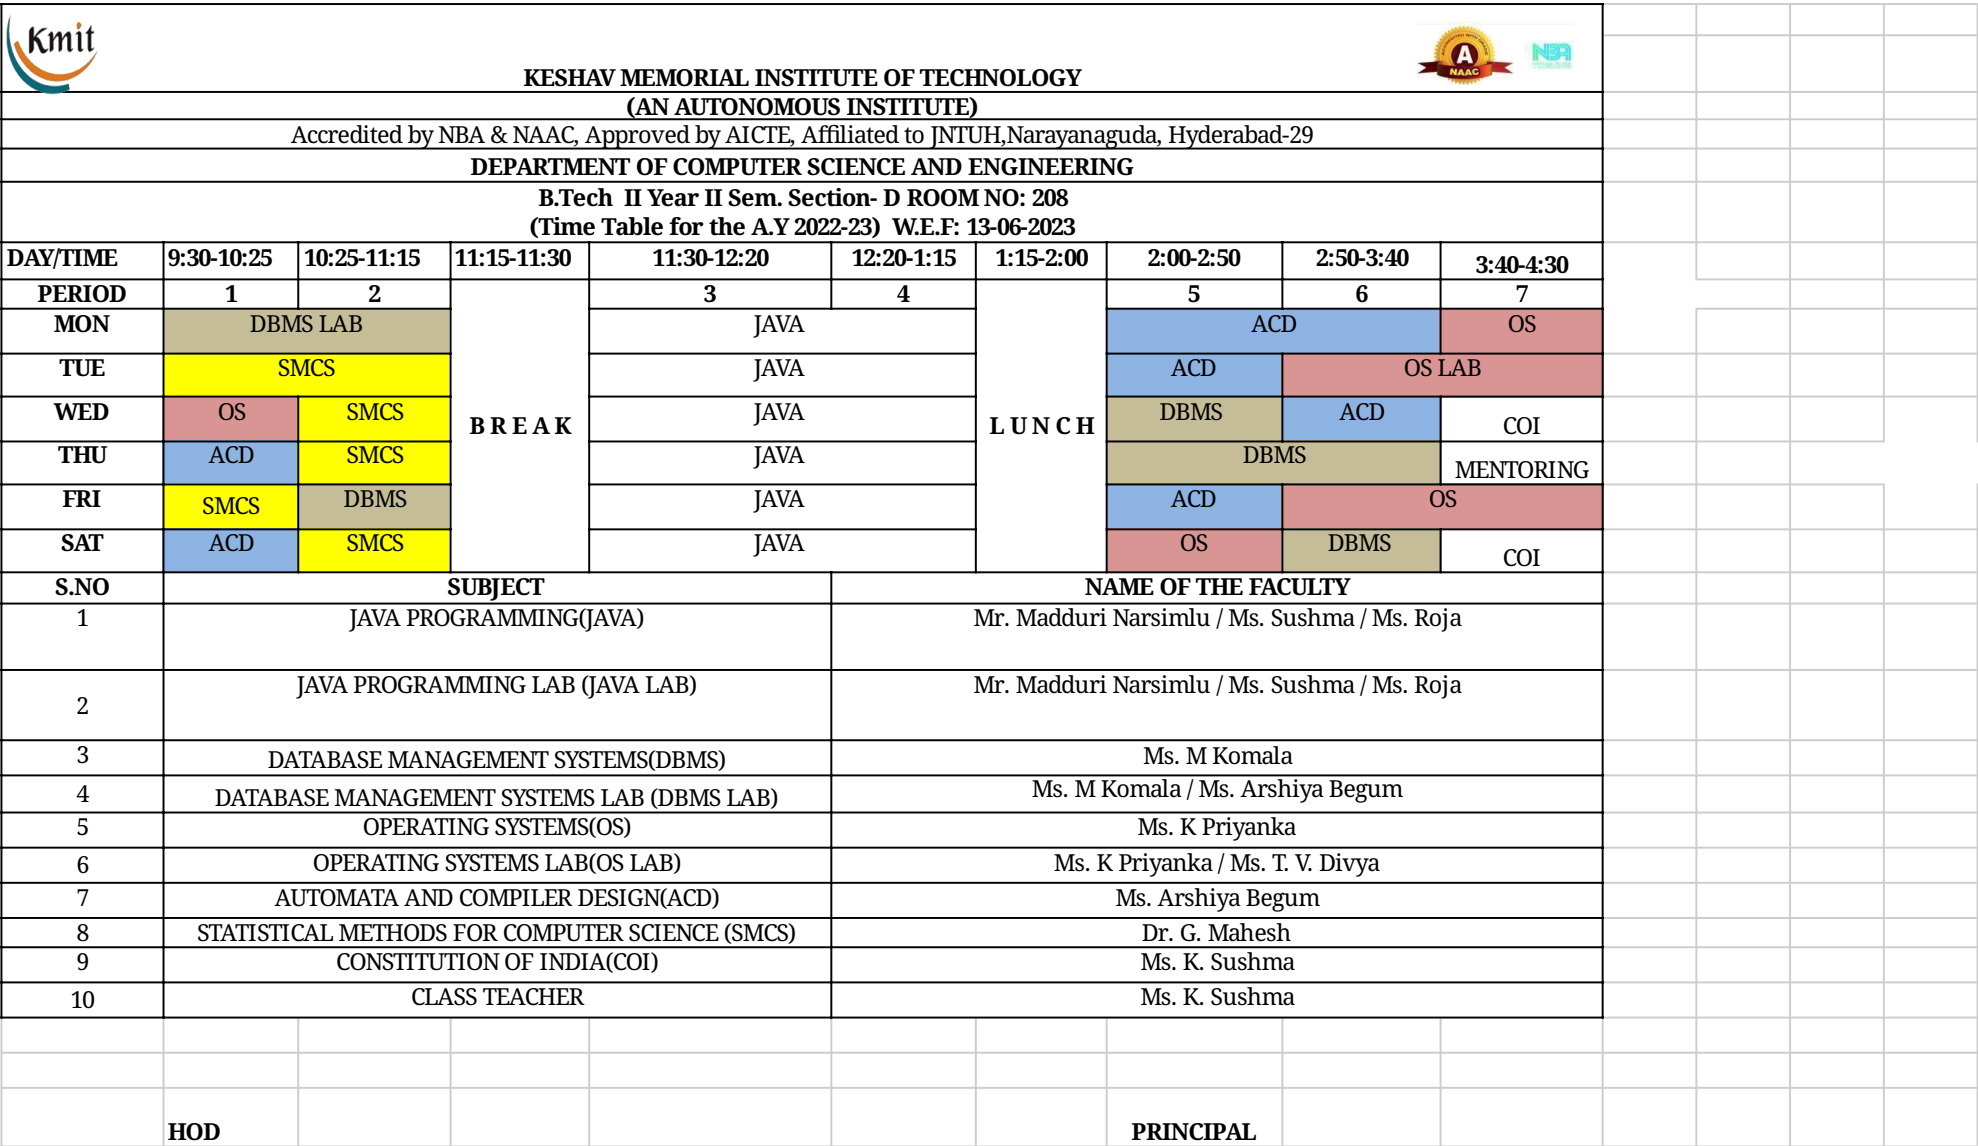 Kmit
ACCREDITED WITH GRADE
A
NAAC
NBA
KESHAV MEMORIAL INSTITUTE OF TECHNOLOGY
(AN AUTONOMOUS INSTITUTE)
Accredited by NBA & NAAC, Approved by AICTE, Affiliated to JNTUH,Narayanaguda, Hyderabad-29
DEPARTMENT OF COMPUTER SCIENCE AND ENGINEERING
B.Tech II Year II Sem. Section- D ROOM NO: 208
(Time Table for the A.Y 2022-23) W.E.F: 13-06-2023
DAY/TIME 9:30-10:25 10:25-11:15 11:15-11:30 11:30-12:20 12:20-1:15 1:15-2:00 2:00-2:50 2:50-3:40 3:40-4:30
PERIOD 1 2 3 4 5 6 7
MON DBMS LAB JAVA ACD OS
TUE SMCS JAVA ACD OS LAB
WED OS SMCS B R E A K JAVA L U N C H DBMS ACD COI
THU ACD SMCS JAVA DBMS MENTORING
FRI SMCS DBMS JAVA ACD OS
SAT ACD SMCS JAVA OS DBMS COI
S.NO SUBJECT NAME OF THE FACULTY
1 JAVA PROGRAMMING(JAVA) Mr. Madduri Narsimlu / Ms. Sushma / Ms. Roja
2 JAVA PROGRAMMING LAB (JAVA LAB) Mr. Madduri Narsimlu / Ms. Sushma / Ms. Roja
3 DATABASE MANAGEMENT SYSTEMS(DBMS) Ms. M Komala
4 DATABASE MANAGEMENT SYSTEMS LAB (DBMS LAB) Ms. M Komala / Ms. Arshiya Begum
5 OPERATING SYSTEMS(OS) Ms. K Priyanka
6 OPERATING SYSTEMS LAB(OS LAB) Ms. K Priyanka / Ms. T. V. Divya
7 AUTOMATA AND COMPILER DESIGN(ACD) Ms. Arshiya Begum
8 STATISTICAL METHODS FOR COMPUTER SCIENCE (SMCS) Dr. G. Mahesh
9 CONSTITUTION OF INDIA(COI) Ms. K. Sushma
10 CLASS TEACHER Ms. K. Sushma
HOD PRINCIPAL